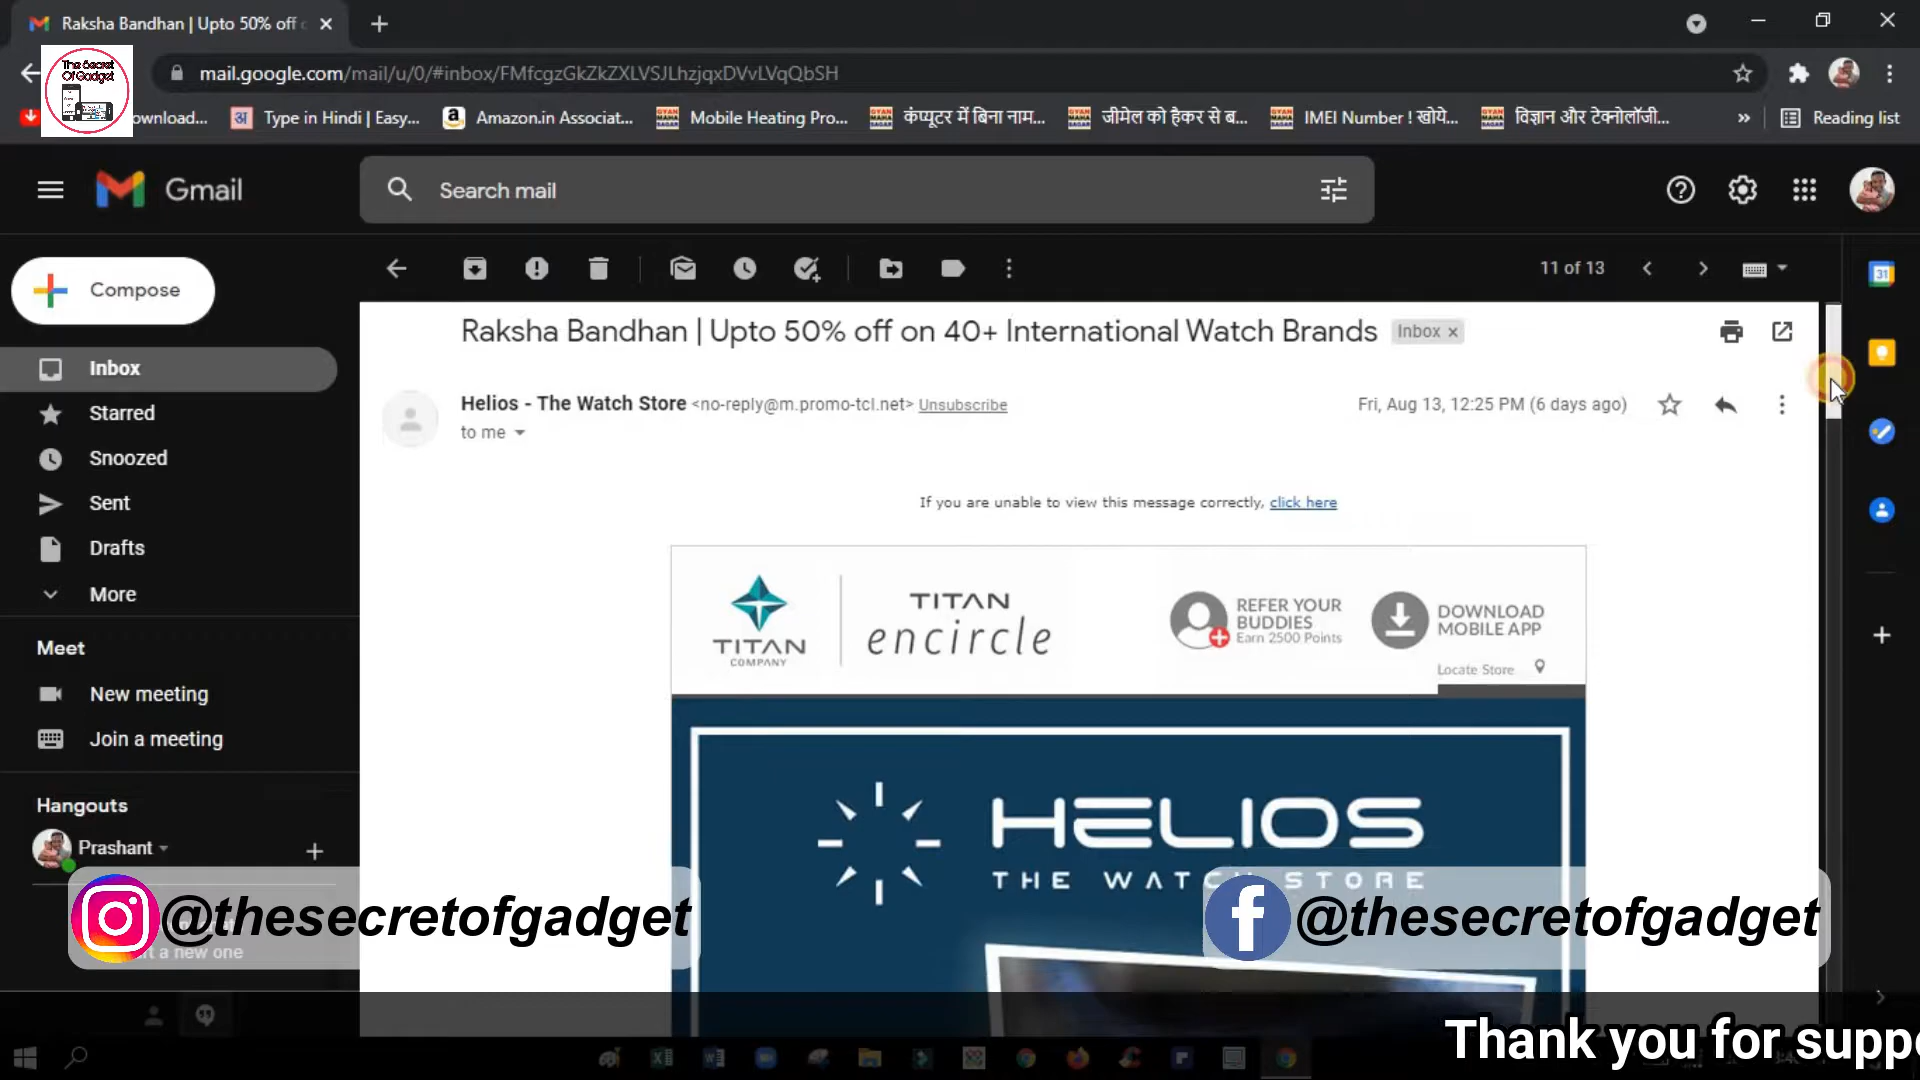 Raksha Bandhan | Upto 50% off
The Secret
Of Gadget
mail.google.com/mail/u/0/#inbox/FMfcgzGkZkZXLVSJLhzjqxDVvLVqQbSH
ownload...
Type in Hindi | Easy...
Amazon.in Associat...
Mobile Heating Pro...
कंप्यूटर में बिना नाम...
जीमेल को हैकर से ब...
IMEI Number ! खोये...
विज्ञान और टेक्नोलॉजी...
»
Reading list
Gmail
Search mail
Compose
11 of 13
Inbox
Starred
Snoozed
Sent
Drafts
More
Meet
New meeting
Join a meeting
Hangouts
Prashant
a new one
Raksha Bandhan | Upto 50% off on 40+ International Watch Brands
Inbox x
Helios - The Watch Store <no-reply@m.promo-tcl.net> Unsubscribe
Fri, Aug 13, 12:25 PM (6 days ago)
to me
If you are unable to view this message correctly, click here
TITAN
COMPANY
TITAN
encircle
REFER YOUR
BUDDIES
Earn 2500 Points
DOWNLOAD
MOBILE APP
Locate Store
HELIOS
THE WATCH STORE
31
@thesecretofgadget
@thesecretofgadget
Thank you for supp